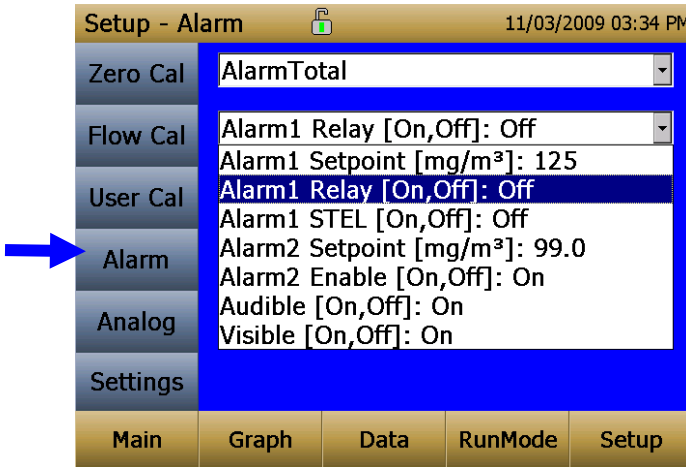 Setup - Alarm 11/03/2009 03:34 PM
Zero Cal
AlarmTotal
Flow Cal
Alarm1 Relay [On,Off]: Off
Alarm1 Setpoint [mg/m³]: 125
User Cal
Alarm1 Relay [On,Off]: Off
Alarm1 STEL [On,Off]: Off
Alarm
Alarm2 Setpoint [mg/m³]: 99.0
Alarm2 Enable [On,Off]: On
Analog
Audible [On,Off]: On
Visible [On,Off]: On
Settings
Main Graph Data RunMode Setup